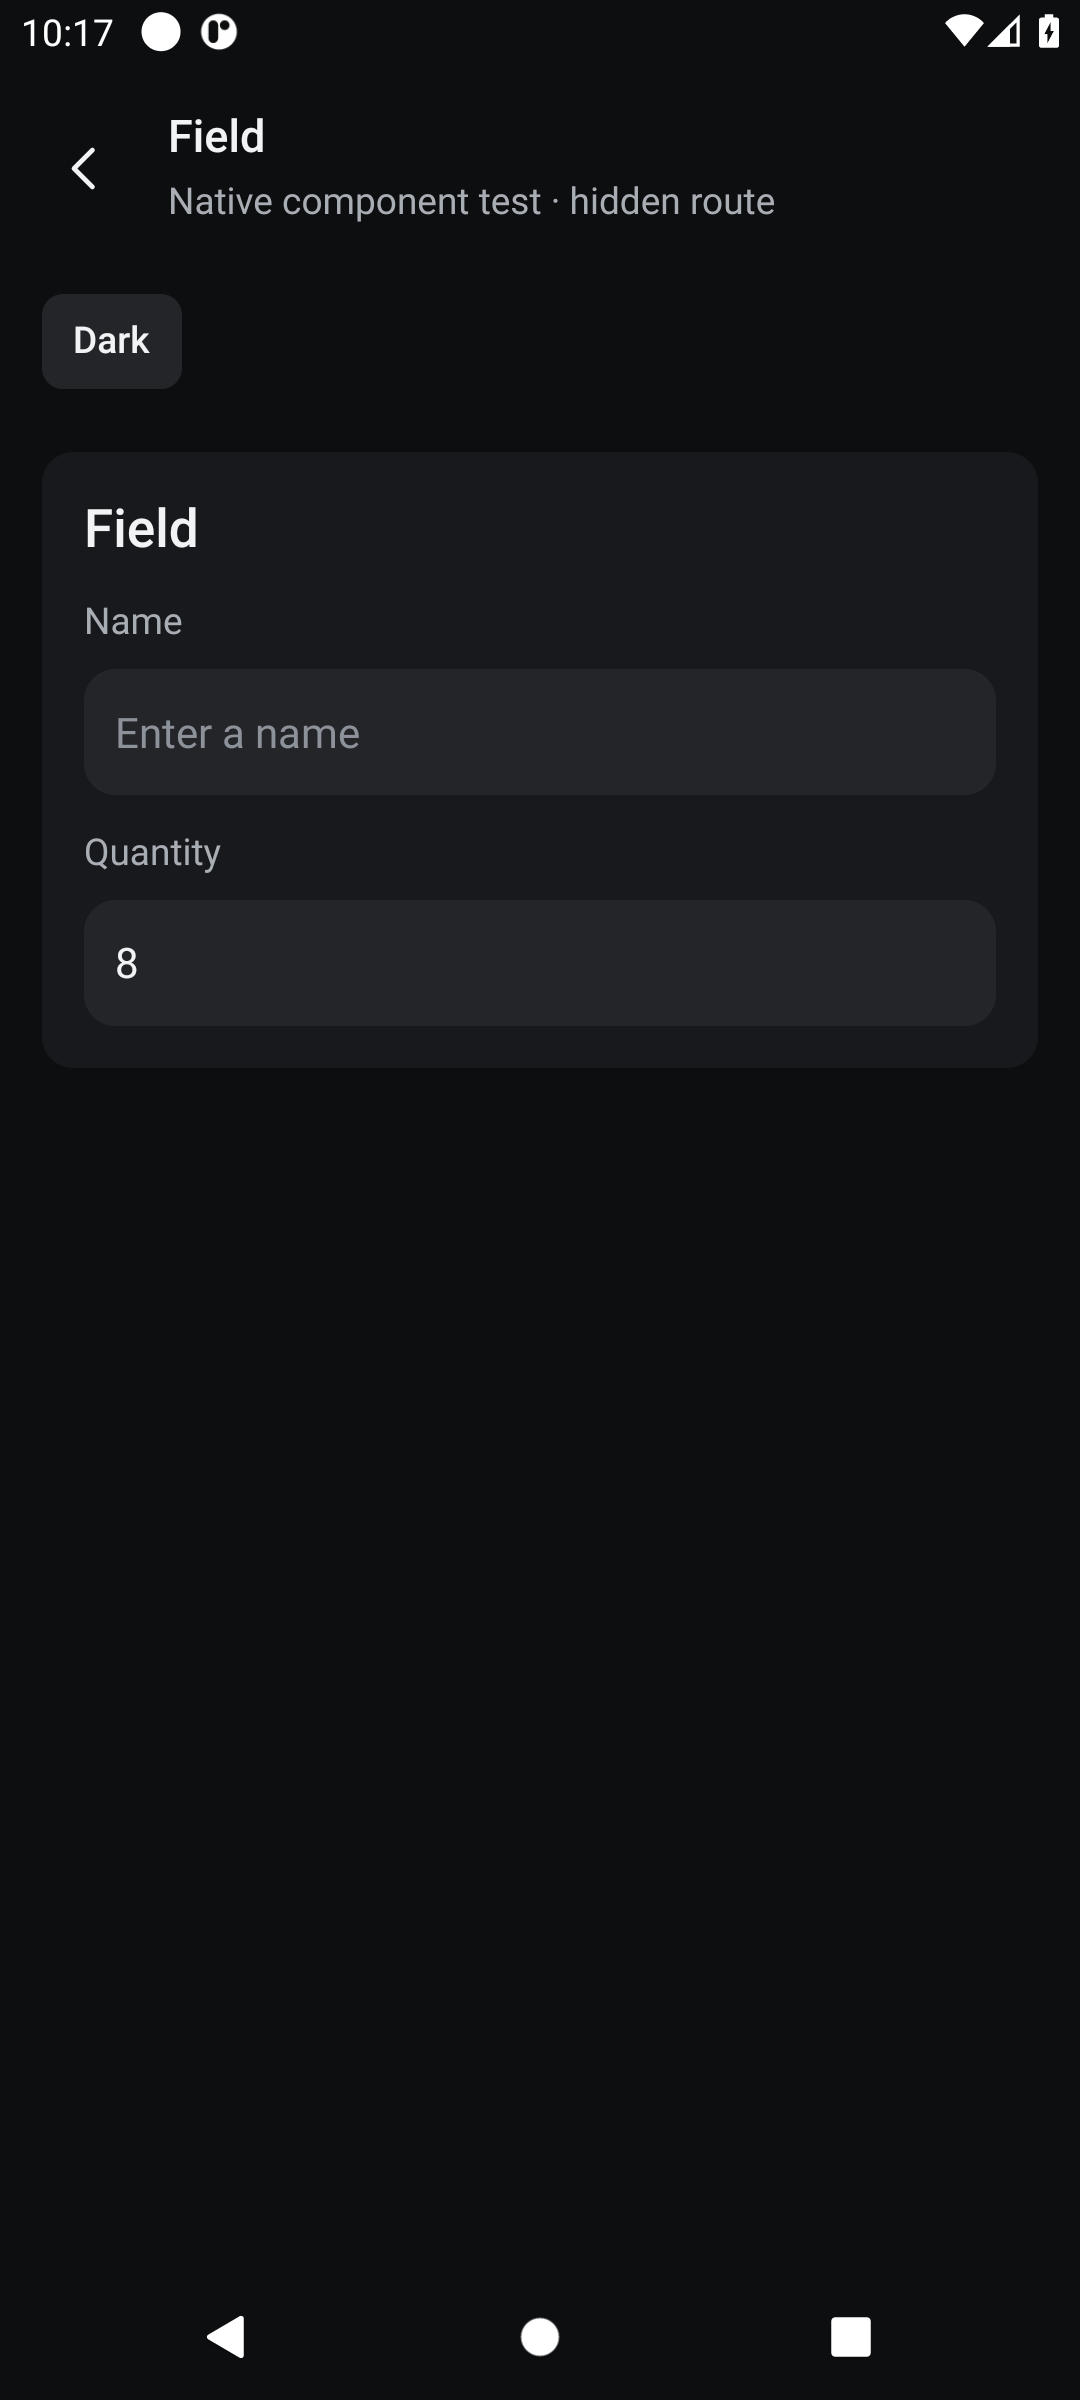 10:17
Field
Native component test · hidden route
Dark
Field
Name
Enter a name
Quantity
8